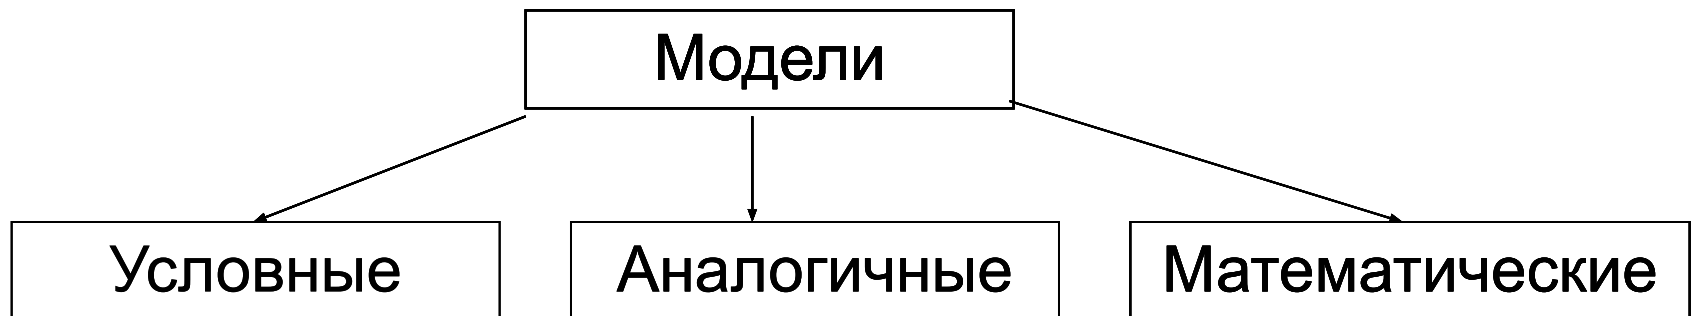 Модели
Условные
Аналогичные
Математические